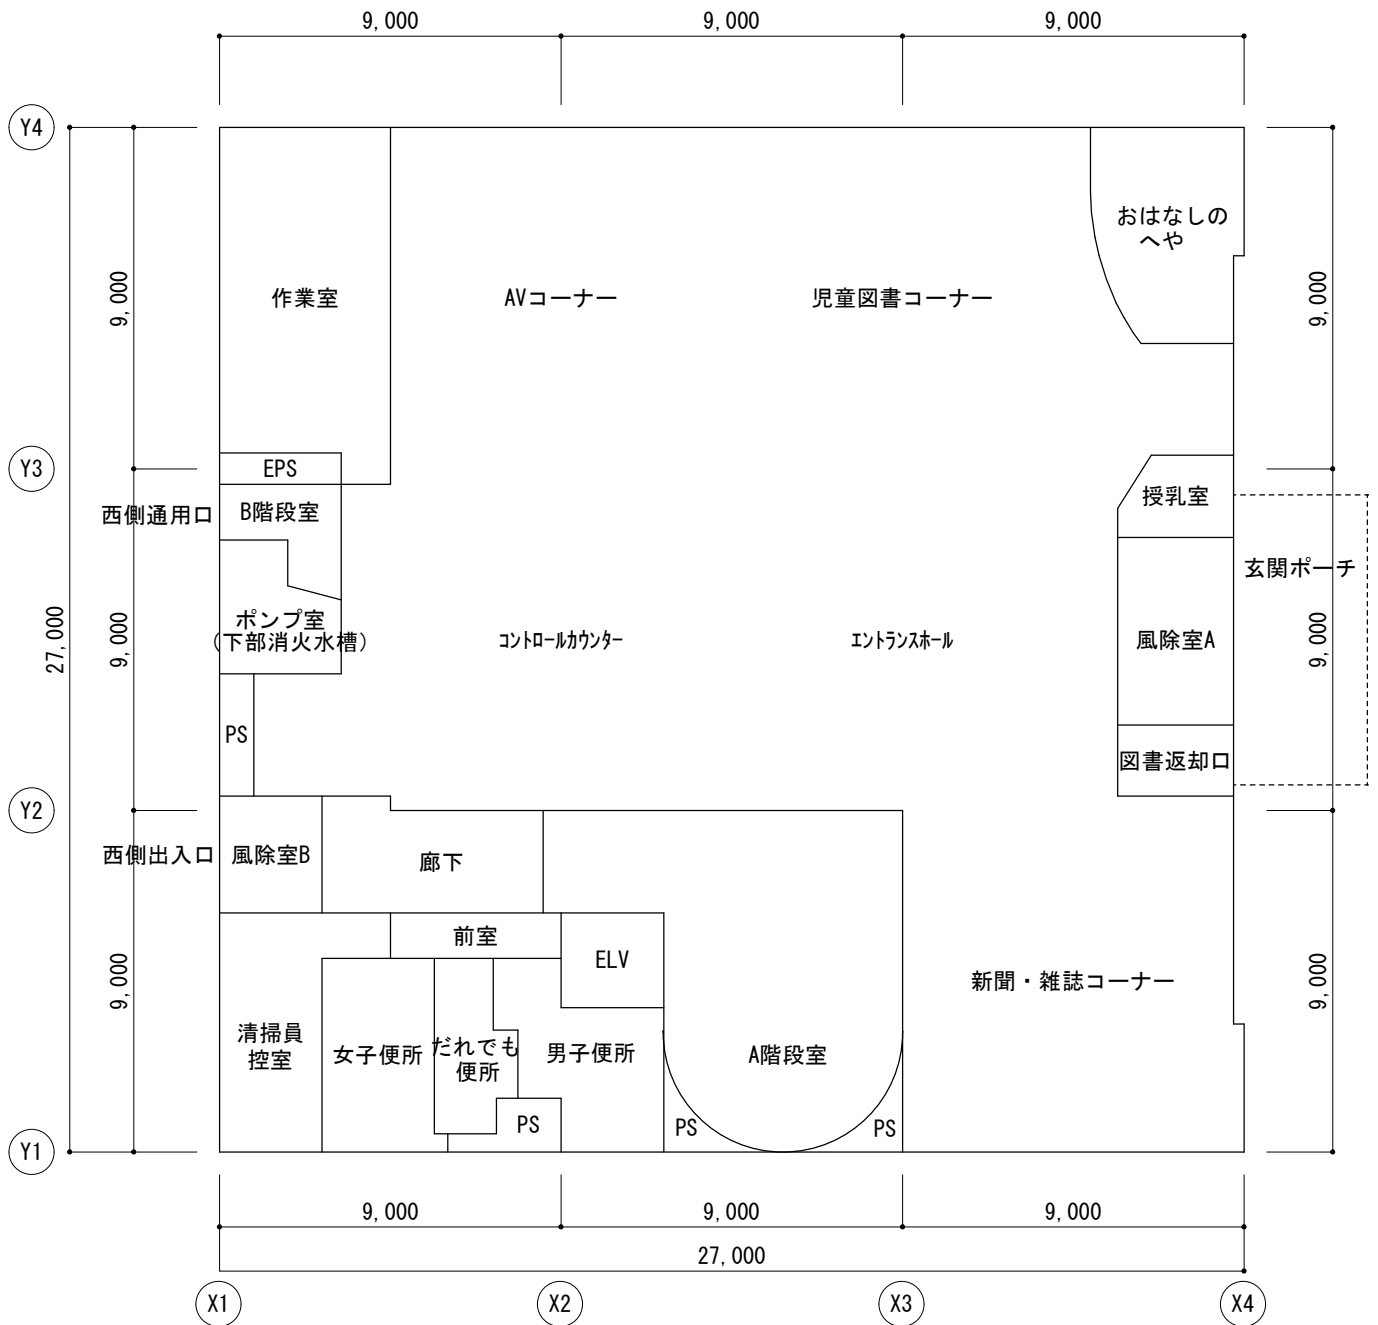 9,000
9,000
9,000
Y4
おはなしの
へや
9,000
作業室
AVコーナー
児童図書コーナー
9,000
Y3
EPS
西側通用口
B階段室
授乳室
玄関ポーチ
27,000
9,000
ポンプ室
(下部消火水槽)
コントロールカウンター
エントランスホール
風除室A
9,000
PS
図書返却口
Y2
西側出入口
風除室B
廊下
前室
ELV
9,000
新聞・雑誌コーナー
9,000
清掃員
控室
女子便所
だれでも
便所
男子便所
A階段室
PS
PS
PS
Y1
9,000
9,000
9,000
27,000
X1
X2
X3
X4